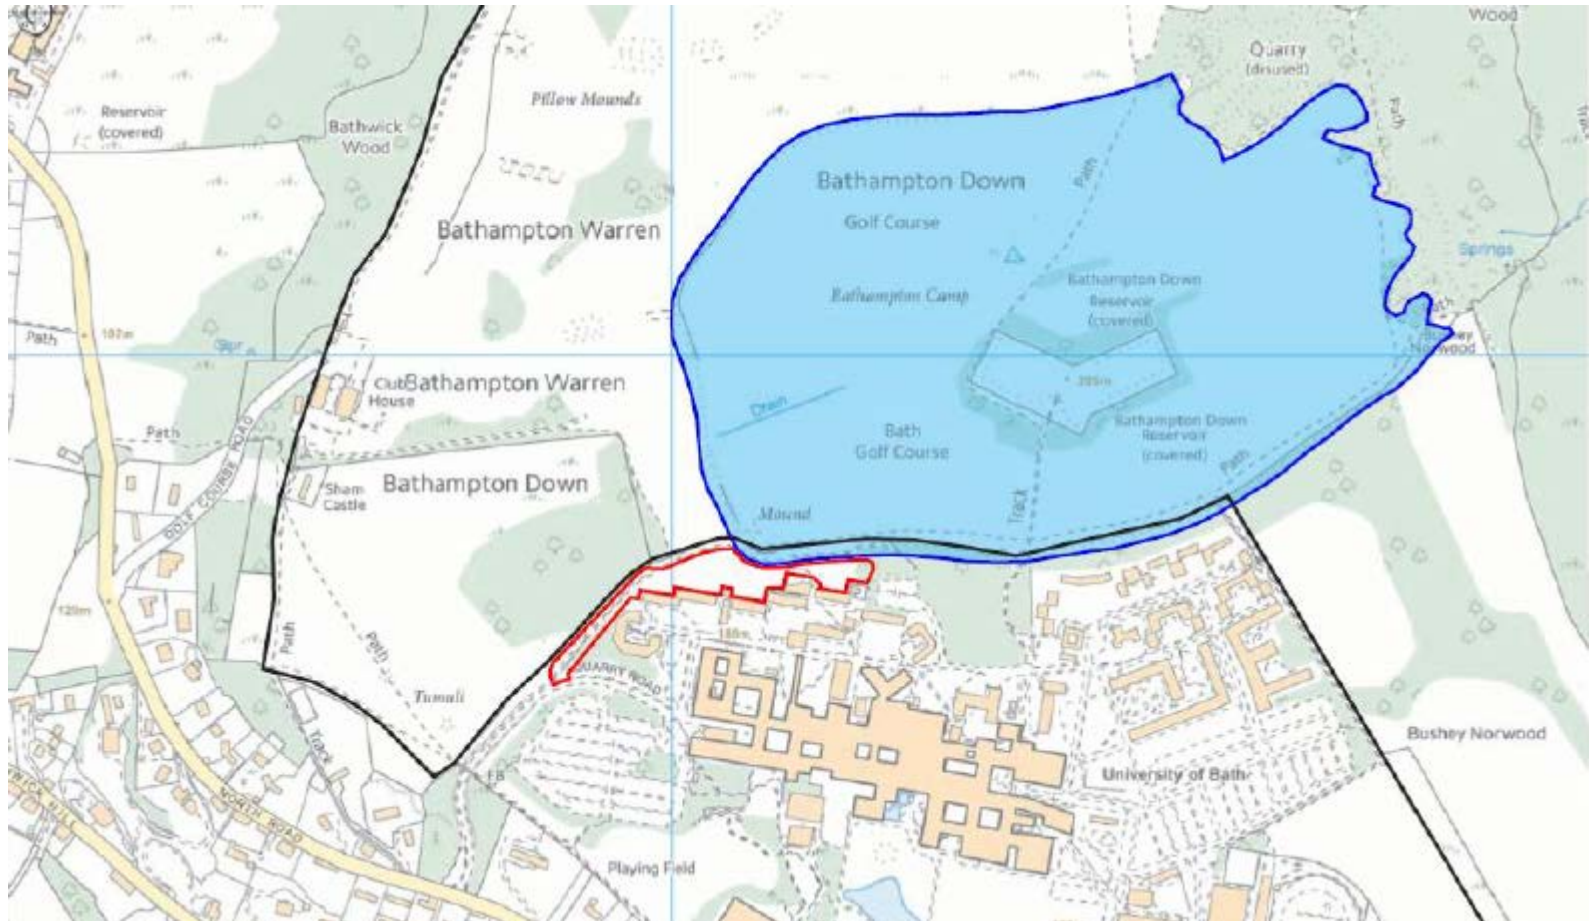 Wood
Quarry
(disused)
Pillow Mounds
Reservoir
(covered)
Bathwick
Wood
Path
Path
Bathampton Down
Golf Course
Bathampton Warren
Springs
Bathampton Down
Reservoir
(covered)
Bathampton Camp
Path
Path
Bushey
Norwood
Club
House
Bathampton Warren
Drain
Bath
Golf Course
Bathampton Down
Reservoir
(covered)
Path
Path
GOLF COURSE ROAD
Sham
Castle
Bathampton Down
Mound
Track
Path
Path
Tumuli
QUARRY ROAD
Track
FB
NORTH ROAD
University of Bath
Bushey Norwood
Playing Field